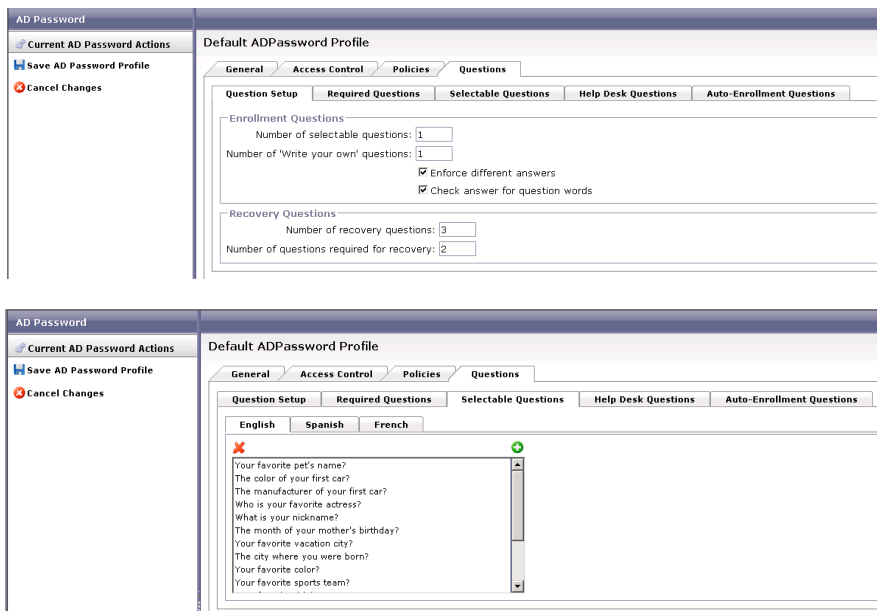 AD Password
Current AD Password Actions
Save AD Password Profile
Cancel Changes
Default ADPassword Profile
General Access Control Policies Questions
Question Setup Required Questions Selectable Questions Help Desk Questions Auto-Enrollment Questions
Enrollment Questions
Number of selectable questions: 1
Number of 'Write your own' questions: 1
Enforce different answers
Check answer for question words
Recovery Questions
Number of recovery questions: 3
Number of questions required for recovery: 2
AD Password
Current AD Password Actions
Save AD Password Profile
Cancel Changes
Default ADPassword Profile
General Access Control Policies Questions
Question Setup Required Questions Selectable Questions Help Desk Questions Auto-Enrollment Questions
English Spanish French
Your favorite pet's name?
The color of your first car?
The manufacturer of your first car?
Who is your favorite actress?
What is your nickname?
The month of your mother's birthday?
Your favorite vacation city?
The city where you were born?
Your favorite color?
Your favorite sports team?